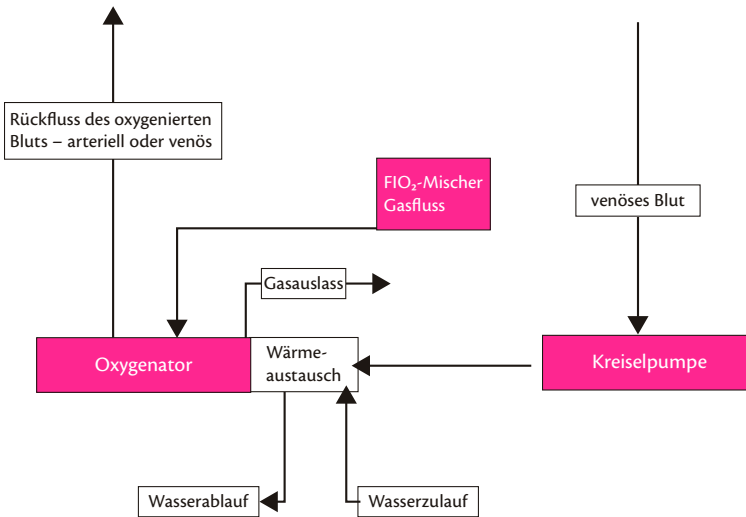 Rückfluss des oxygenierten
Bluts – arteriell oder venös
FIO₂-Mischer
Gasfluss
venöses Blut
Gasauslass
Oxygenator
Wärme-
austausch
Kreiselpumpe
Wasserablauf
Wasserzulauf